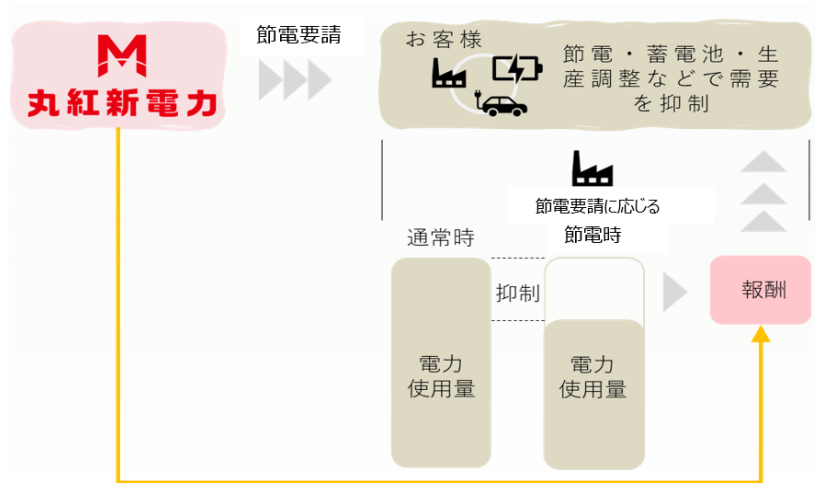 丸紅新電力
節電要請
お客様
節電・蓄電池・生
産調整などで需要
を抑制
節電要請に応じる
通常時
節電時
抑制
報酬
電力
使用量
電力
使用量